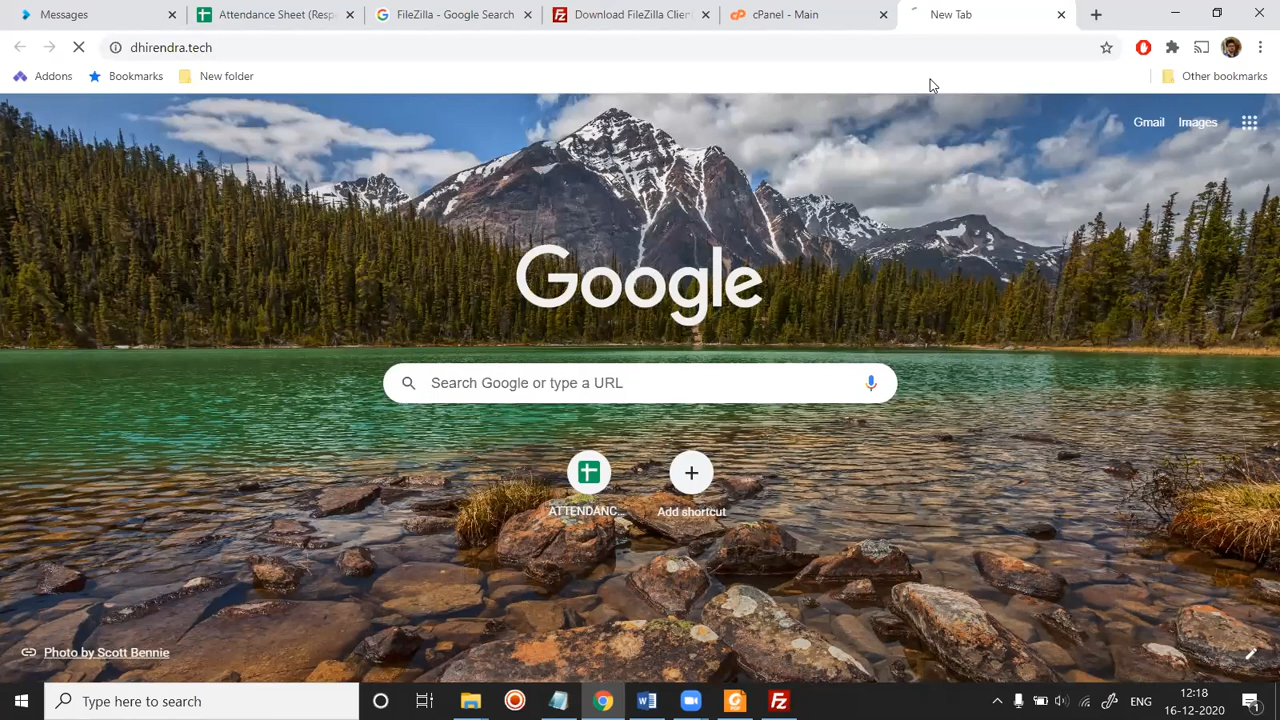 Messages
Attendance Sheet (Resp
FileZilla - Google Search
Download FileZilla Client
cPanel - Main
New Tab
dhirendra.tech
Addons
Bookmarks
New folder
Other bookmarks
Gmail
Images
Google
Search Google or type a URL
ATTENDANC...
Add shortcut
Photo by Scott Bennie
Type here to search
ENG
12:18
16-12-2020